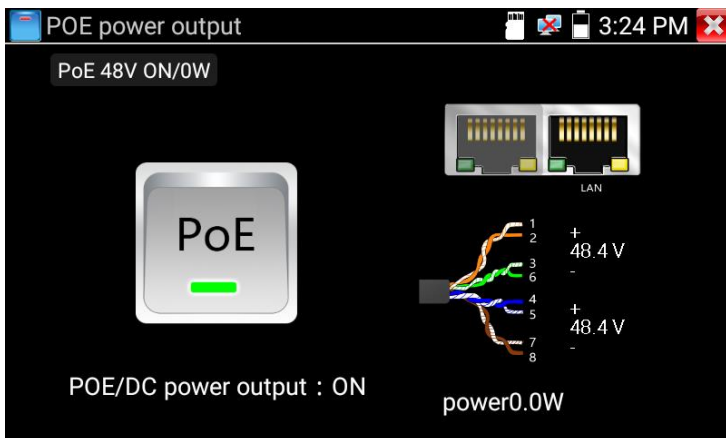 POE power output
3:24 PM
PoE 48V ON/0W
LAN
PoE
1
2
+
48.4 V
3
6
-
4
5
+
48.4 V
7
8
-
POE/DC power output：ON
power0.0W